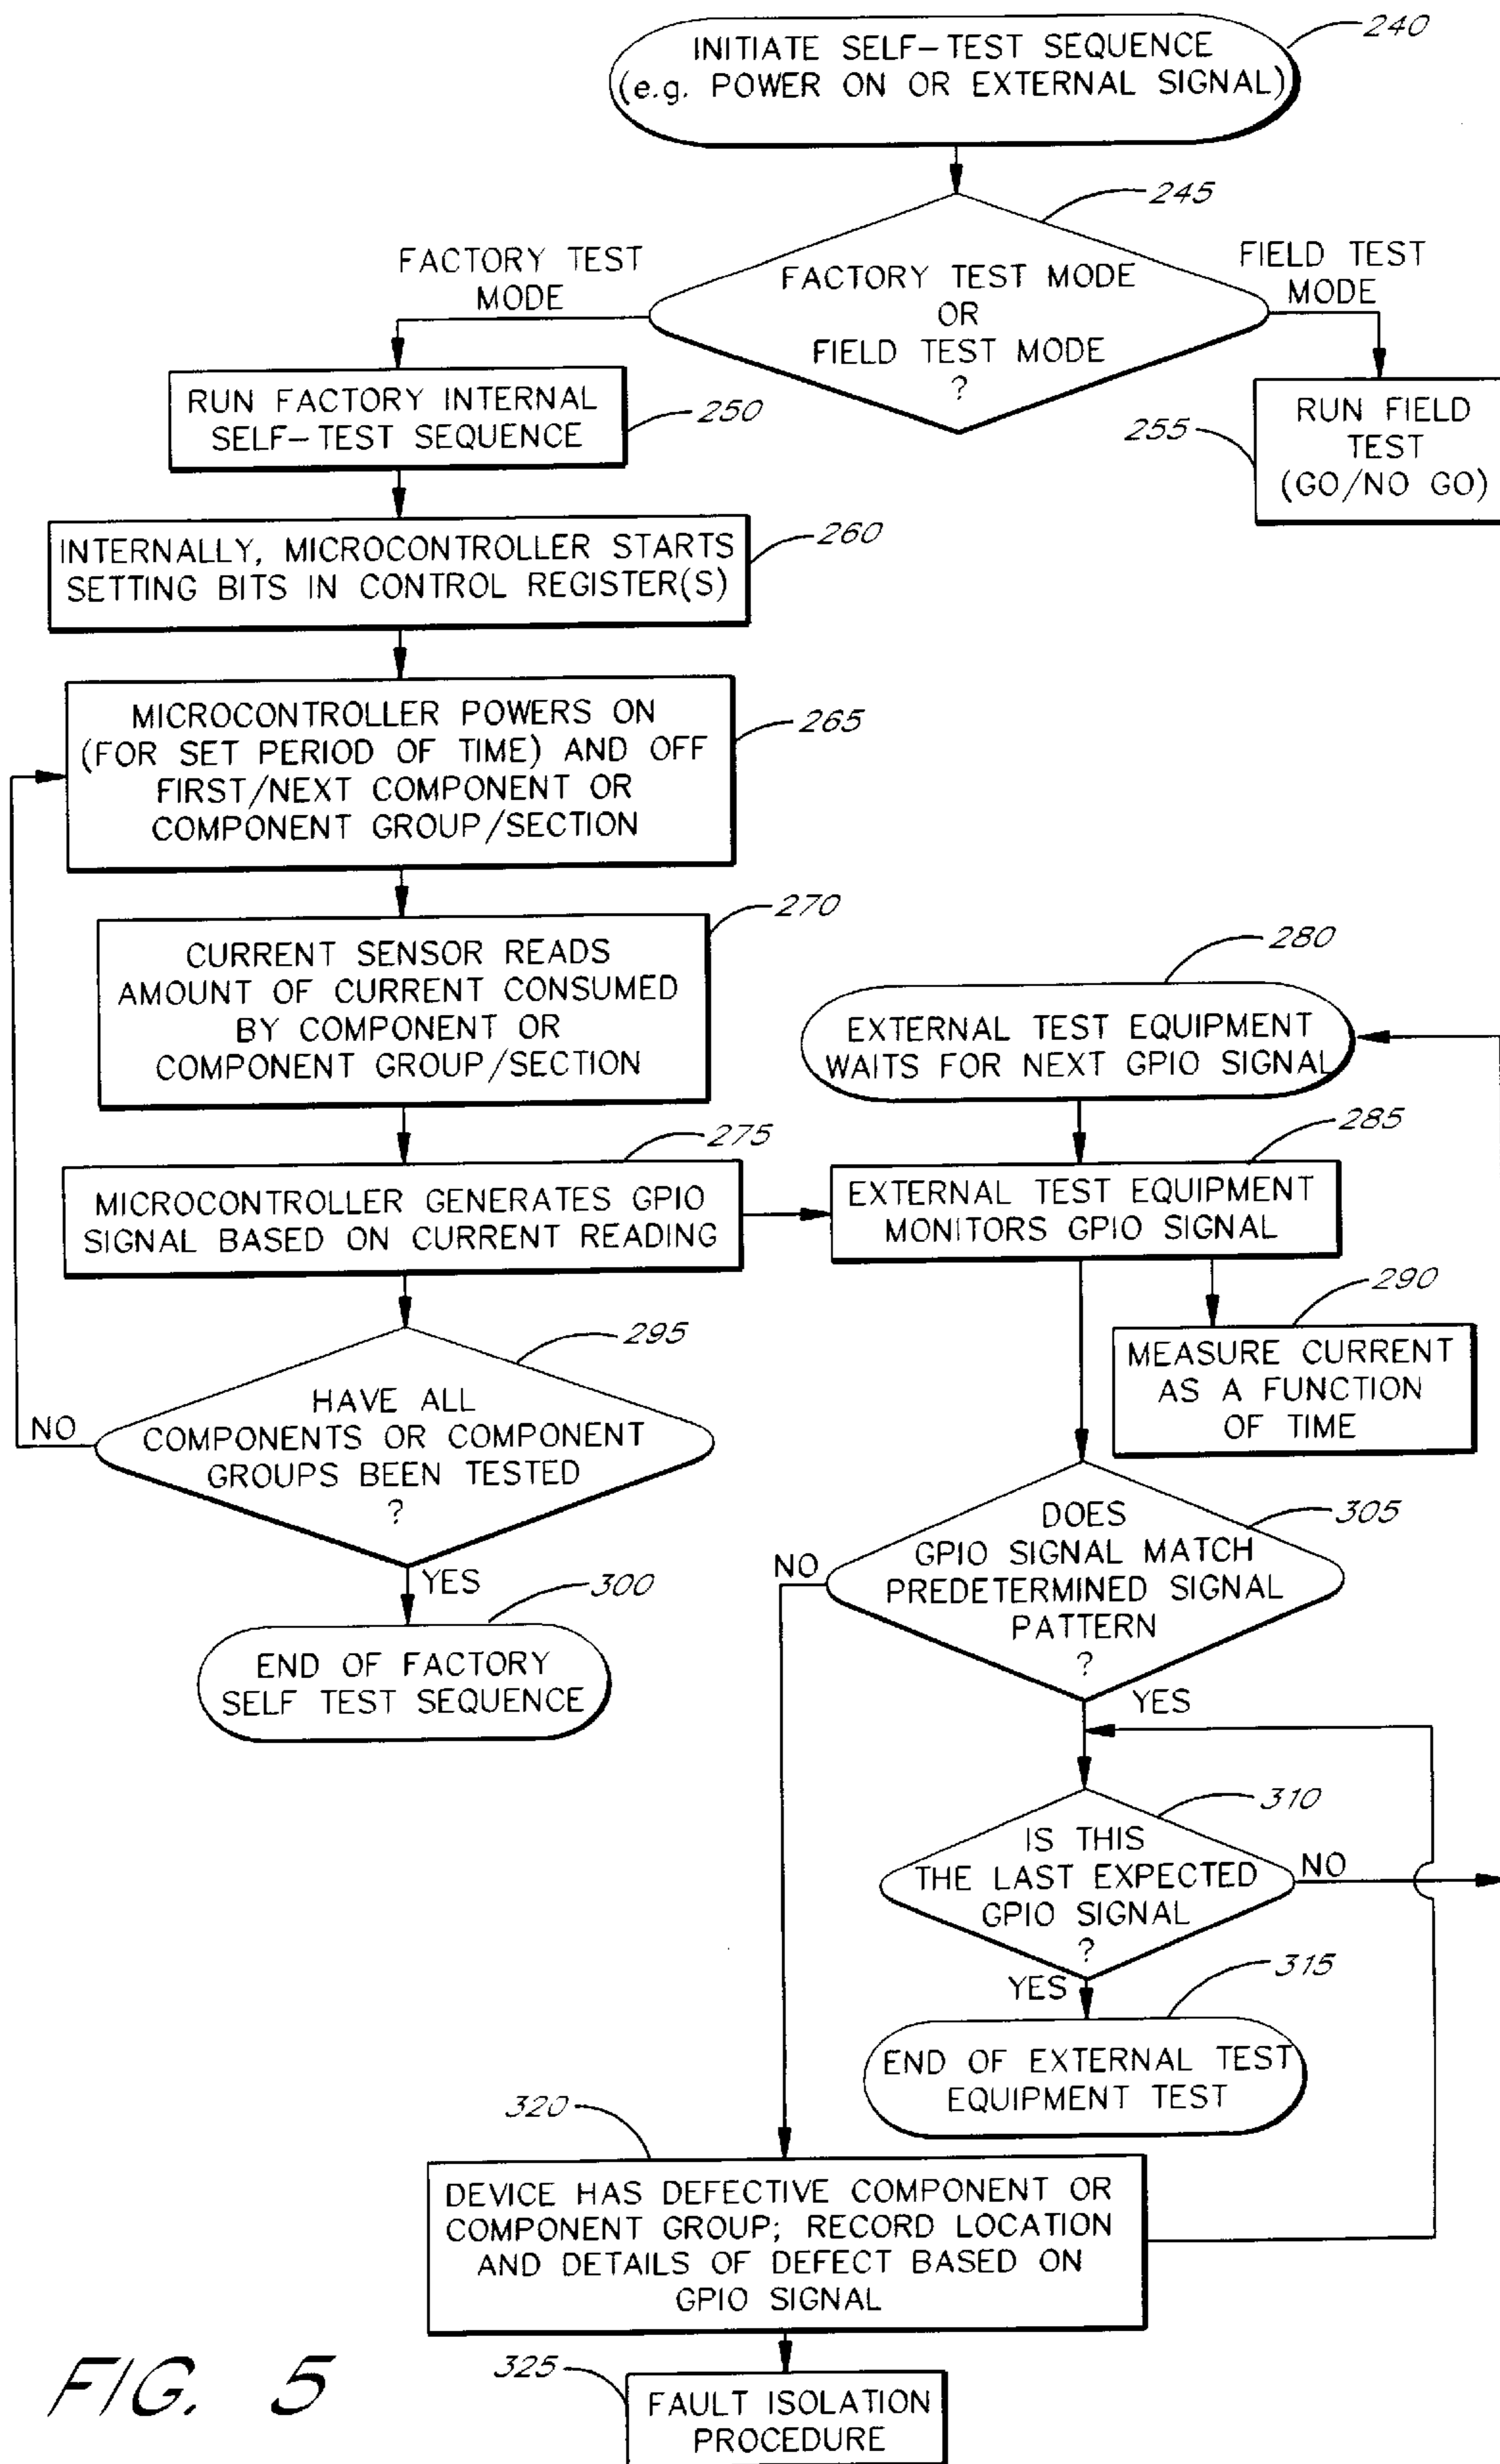 240
INITIATE SELF-TEST SEQUENCE
(e.g. POWER ON OR EXTERNAL SIGNAL)
245
FACTORY TEST
MODE
FACTORY TEST MODE
OR
FIELD TEST MODE
?
FIELD TEST
MODE
RUN FACTORY INTERNAL
SELF-TEST SEQUENCE
250
255
RUN FIELD
TEST
(GO/NO GO)
INTERNALLY, MICROCONTROLLER STARTS
SETTING BITS IN CONTROL REGISTER(S)
260
MICROCONTROLLER POWERS ON
(FOR SET PERIOD OF TIME) AND OFF
FIRST/NEXT COMPONENT OR
COMPONENT GROUP/SECTION
265
270
CURRENT SENSOR READS
AMOUNT OF CURRENT CONSUMED
BY COMPONENT OR
COMPONENT GROUP/SECTION
280
EXTERNAL TEST EQUIPMENT
WAITS FOR NEXT GPIO SIGNAL
275
MICROCONTROLLER GENERATES GPIO
SIGNAL BASED ON CURRENT READING
285
EXTERNAL TEST EQUIPMENT
MONITORS GPIO SIGNAL
290
MEASURE CURRENT
AS A FUNCTION
OF TIME
295
HAVE ALL
COMPONENTS OR COMPONENT
GROUPS BEEN TESTED
?
NO
YES
300
END OF FACTORY
SELF TEST SEQUENCE
305
DOES
GPIO SIGNAL MATCH
PREDETERMINED SIGNAL
PATTERN
?
NO
YES
310
IS THIS
THE LAST EXPECTED
GPIO SIGNAL
?
NO
YES
315
END OF EXTERNAL TEST
EQUIPMENT TEST
320
DEVICE HAS DEFECTIVE COMPONENT OR
COMPONENT GROUP; RECORD LOCATION
AND DETAILS OF DEFECT BASED ON
GPIO SIGNAL
325
FAULT ISOLATION
PROCEDURE
FIG. 5